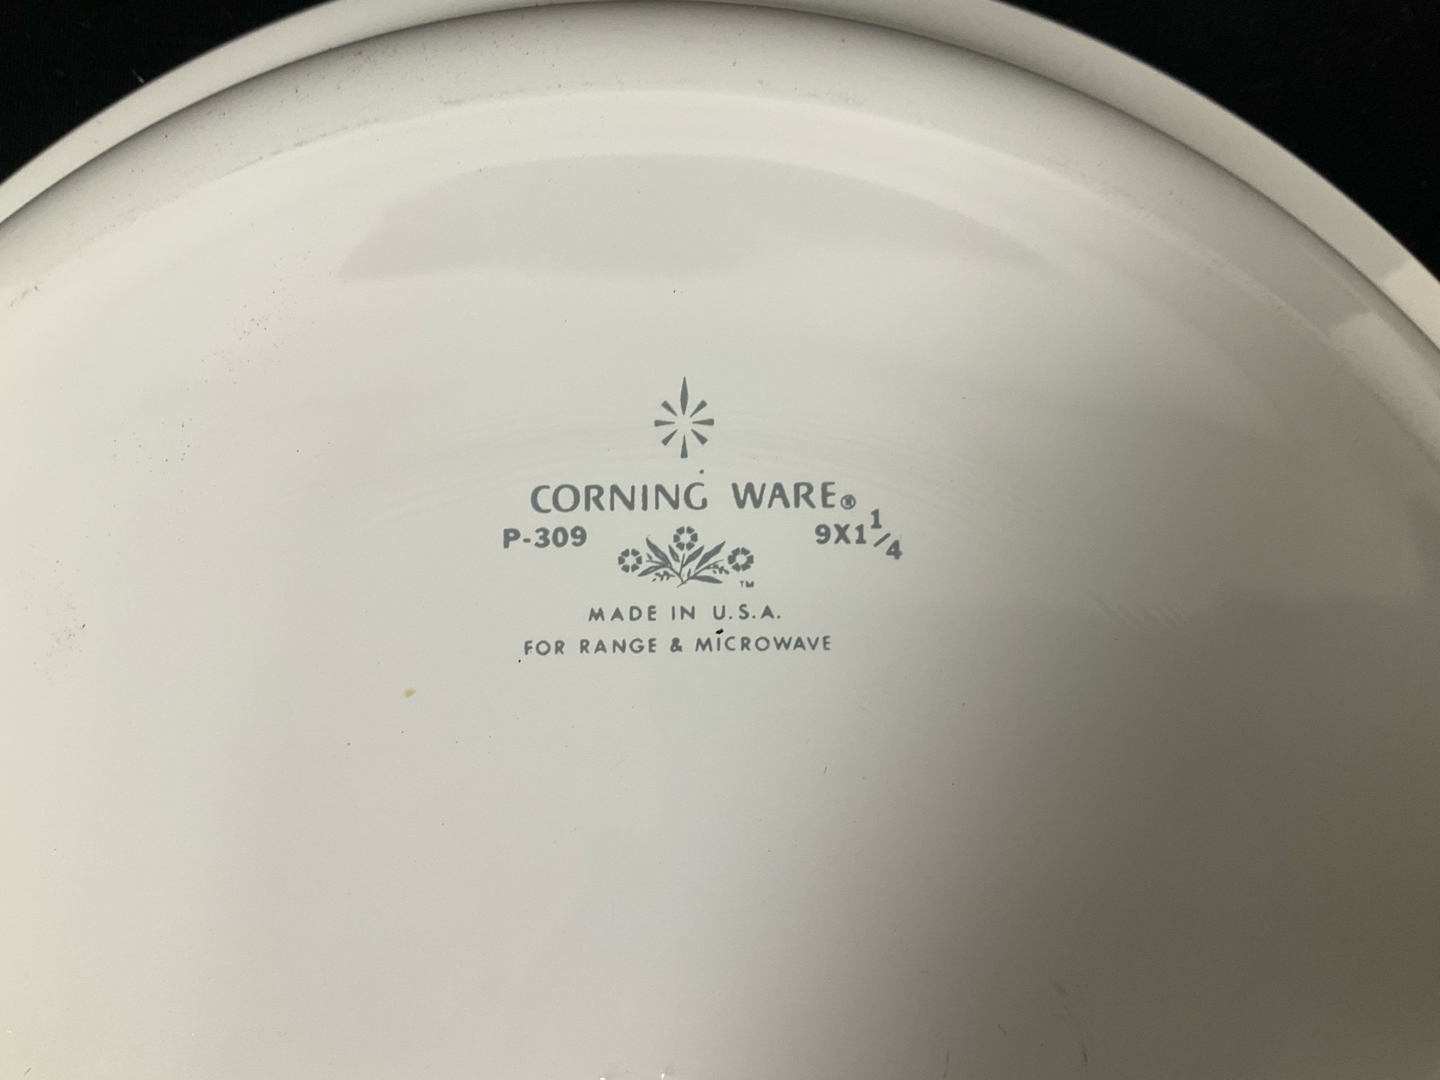 CORNING WARE®
P-309 9X1 1/4
TM
MADE IN U.S.A.
FOR RANGE & MICROWAVE